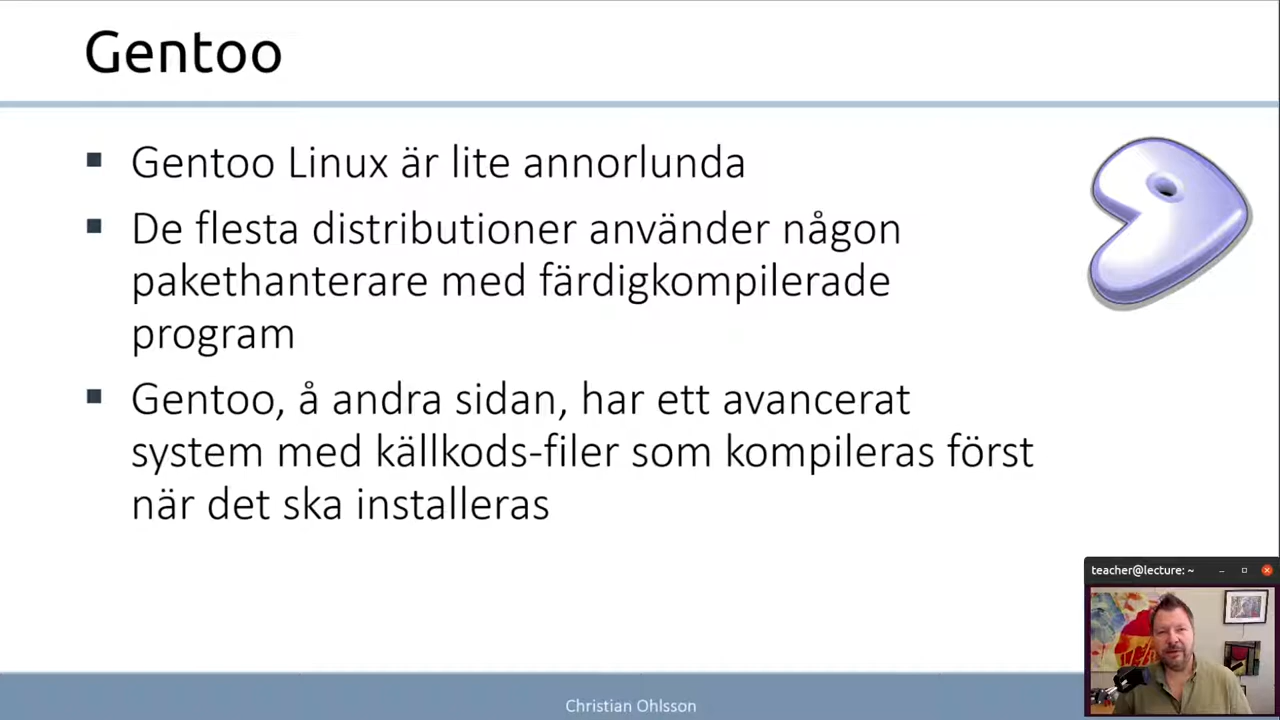 Gentoo
Gentoo Linux är lite annorlunda
De flesta distributioner använder någon
pakethanterare med färdigkompilerade
program
Gentoo, å andra sidan, har ett avancerat
system med källkods-filer som kompileras först
när det ska installeras
teacher@lecture: ~
Christian Ohlsson